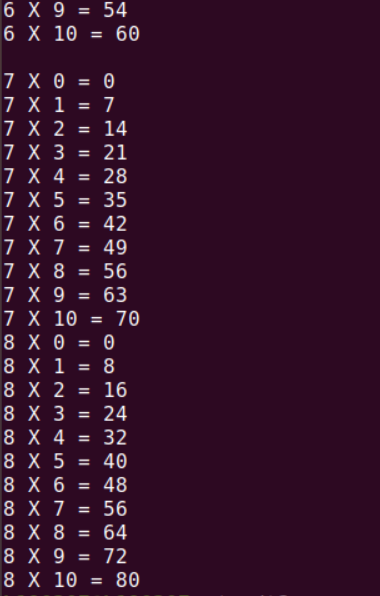 6 X 9 = 54
6 X 10 = 60
7 X 0 = 0
7 X 1 = 7
7 X 2 = 14
7 X 3 = 21
7 X 4 = 28
7 X 5 = 35
7 X 6 = 42
7 X 7 = 49
7 X 8 = 56
7 X 9 = 63
7 X 10 = 70
8 X 0 = 0
8 X 1 = 8
8 X 2 = 16
8 X 3 = 24
8 X 4 = 32
8 X 5 = 40
8 X 6 = 48
8 X 7 = 56
8 X 8 = 64
8 X 9 = 72
8 X 10 = 80